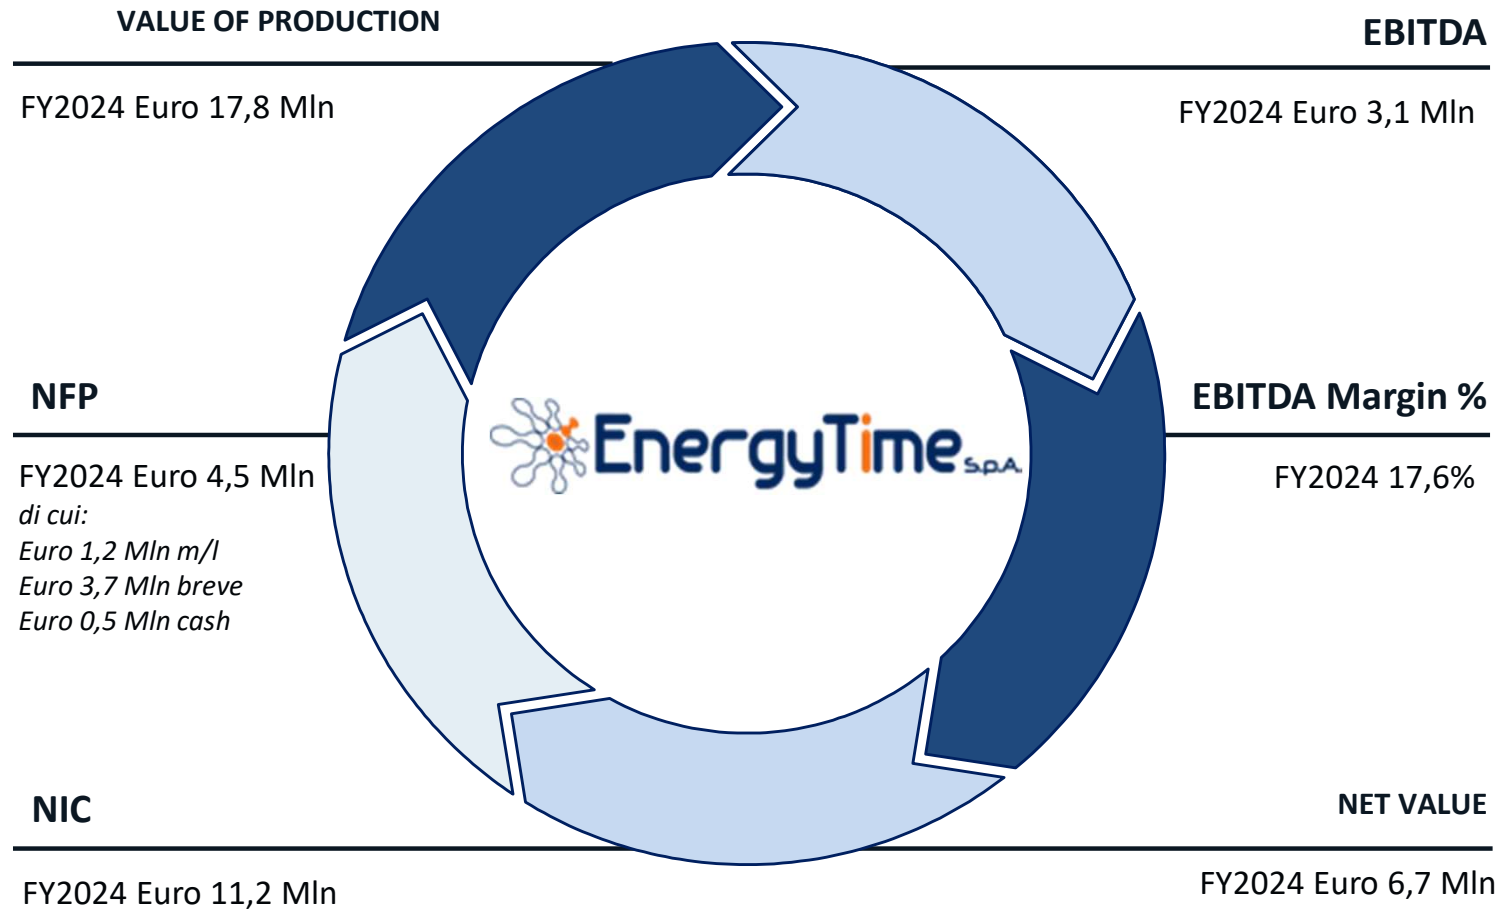 VALUE OF PRODUCTION
FY2024 Euro 17,8 Mln
EBITDA
FY2024 Euro 3,1 Mln
NFP
FY2024 Euro 4,5 Mln
di cui:
Euro 1,2 Mln m/l
Euro 3,7 Mln breve
Euro 0,5 Mln cash
EnergyTime S.p.A.
EBITDA Margin %
FY2024 17,6%
NIC
FY2024 Euro 11,2 Mln
NET VALUE
FY2024 Euro 6,7 Mln